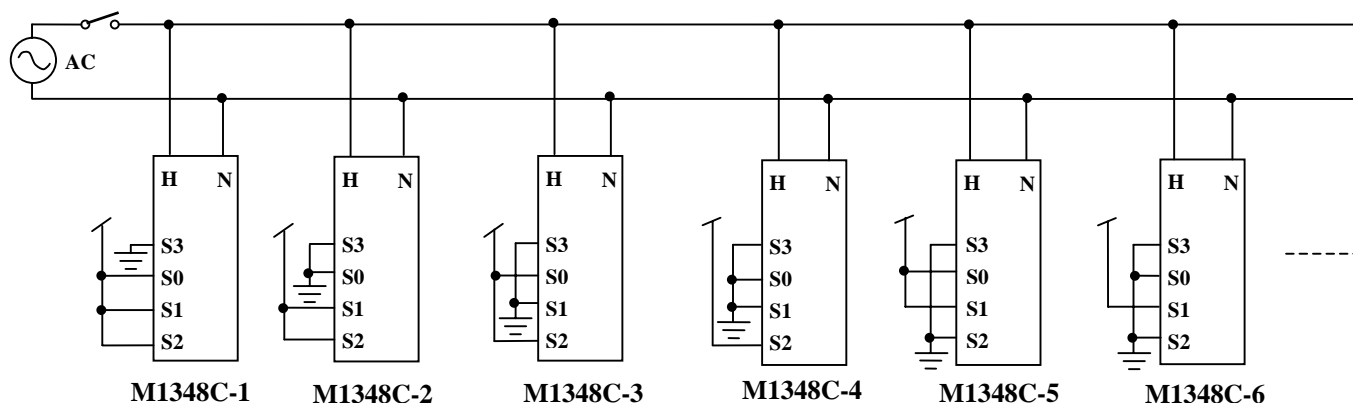 AC
H N
S3
S0
S1
S2
M1348C-1
H N
S3
S0
S1
S2
M1348C-2
H N
S3
S0
S1
S2
M1348C-3
H N
S3
S0
S1
S2
M1348C-4
H N
S3
S0
S1
S2
M1348C-5
H N
S3
S0
S1
S2
M1348C-6